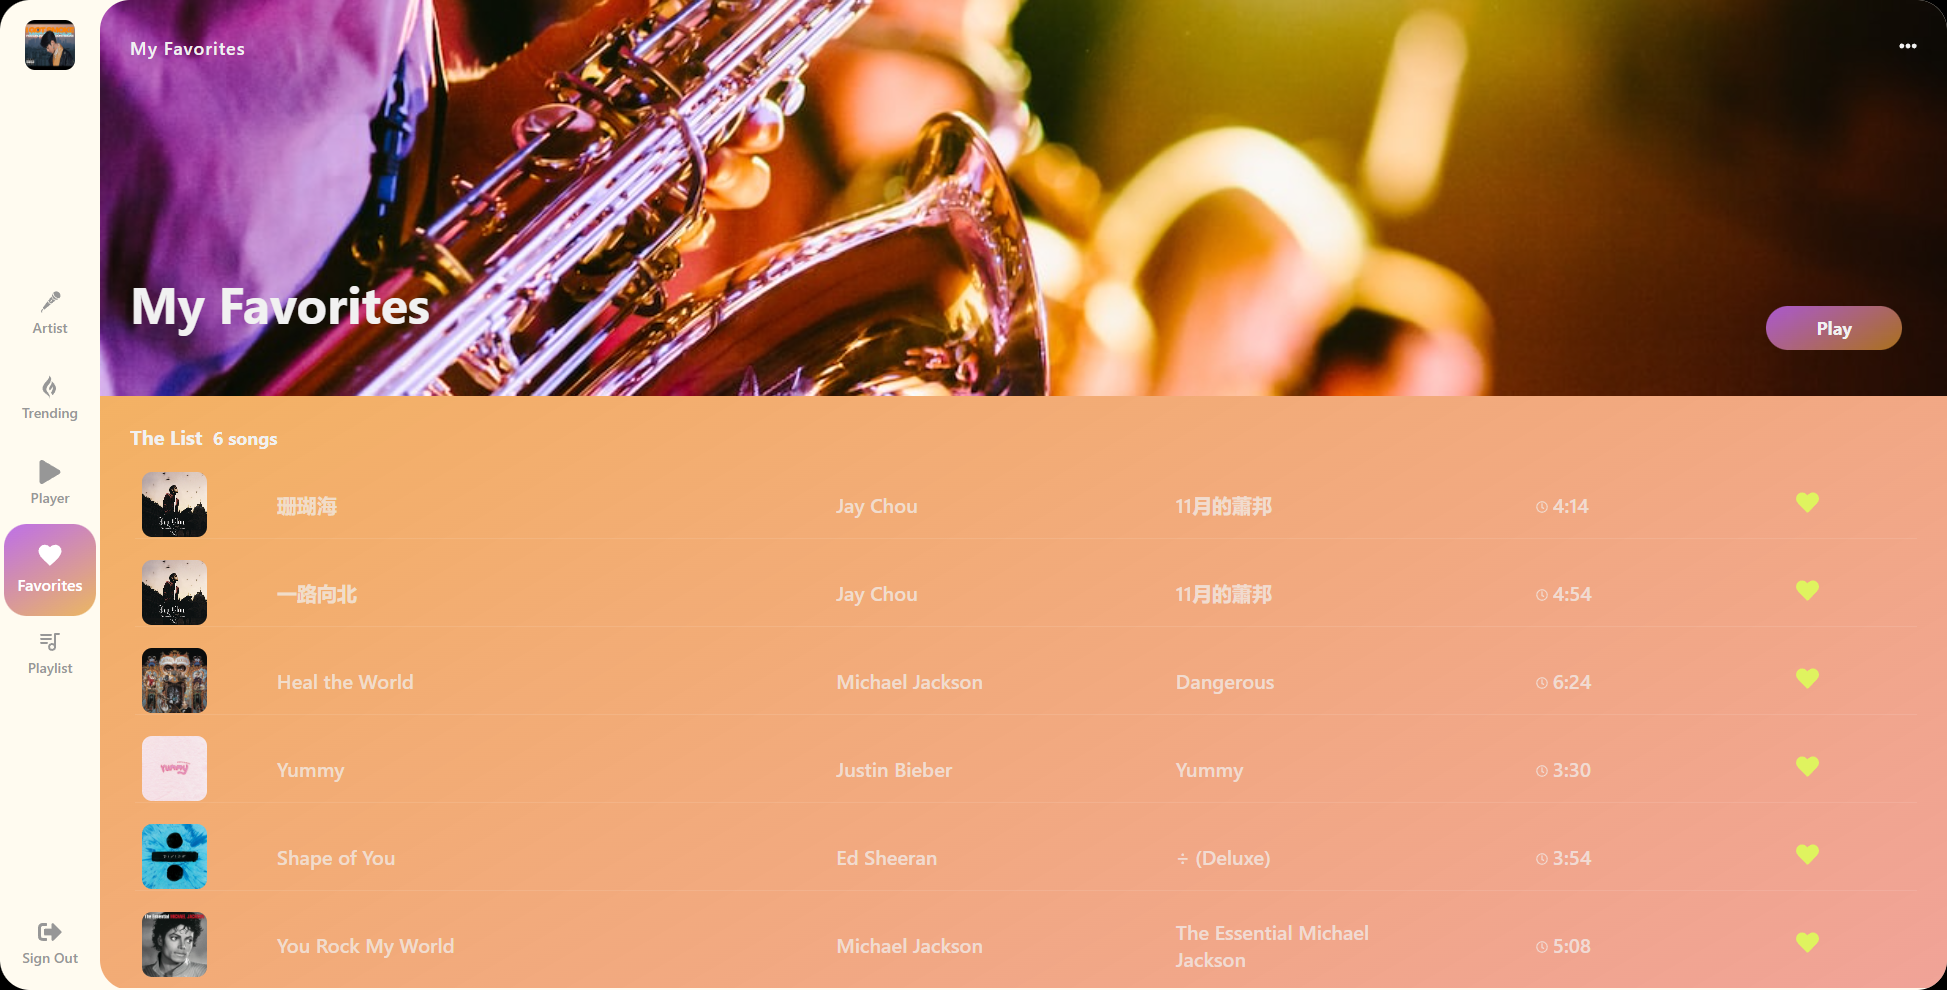 My Favorites
My Favorites
Play
Artist
Trending
Player
Favorites
Playlist
Sign Out
The List 6 songs
珊瑚海 Jay Chou 11月的蕭邦 4:14
一路向北 Jay Chou 11月的蕭邦 4:54
Heal the World Michael Jackson Dangerous 6:24
Yummy Justin Bieber Yummy 3:30
Shape of You Ed Sheeran ÷ (Deluxe) 3:54
You Rock My World Michael Jackson The Essential Michael
Jackson 5:08